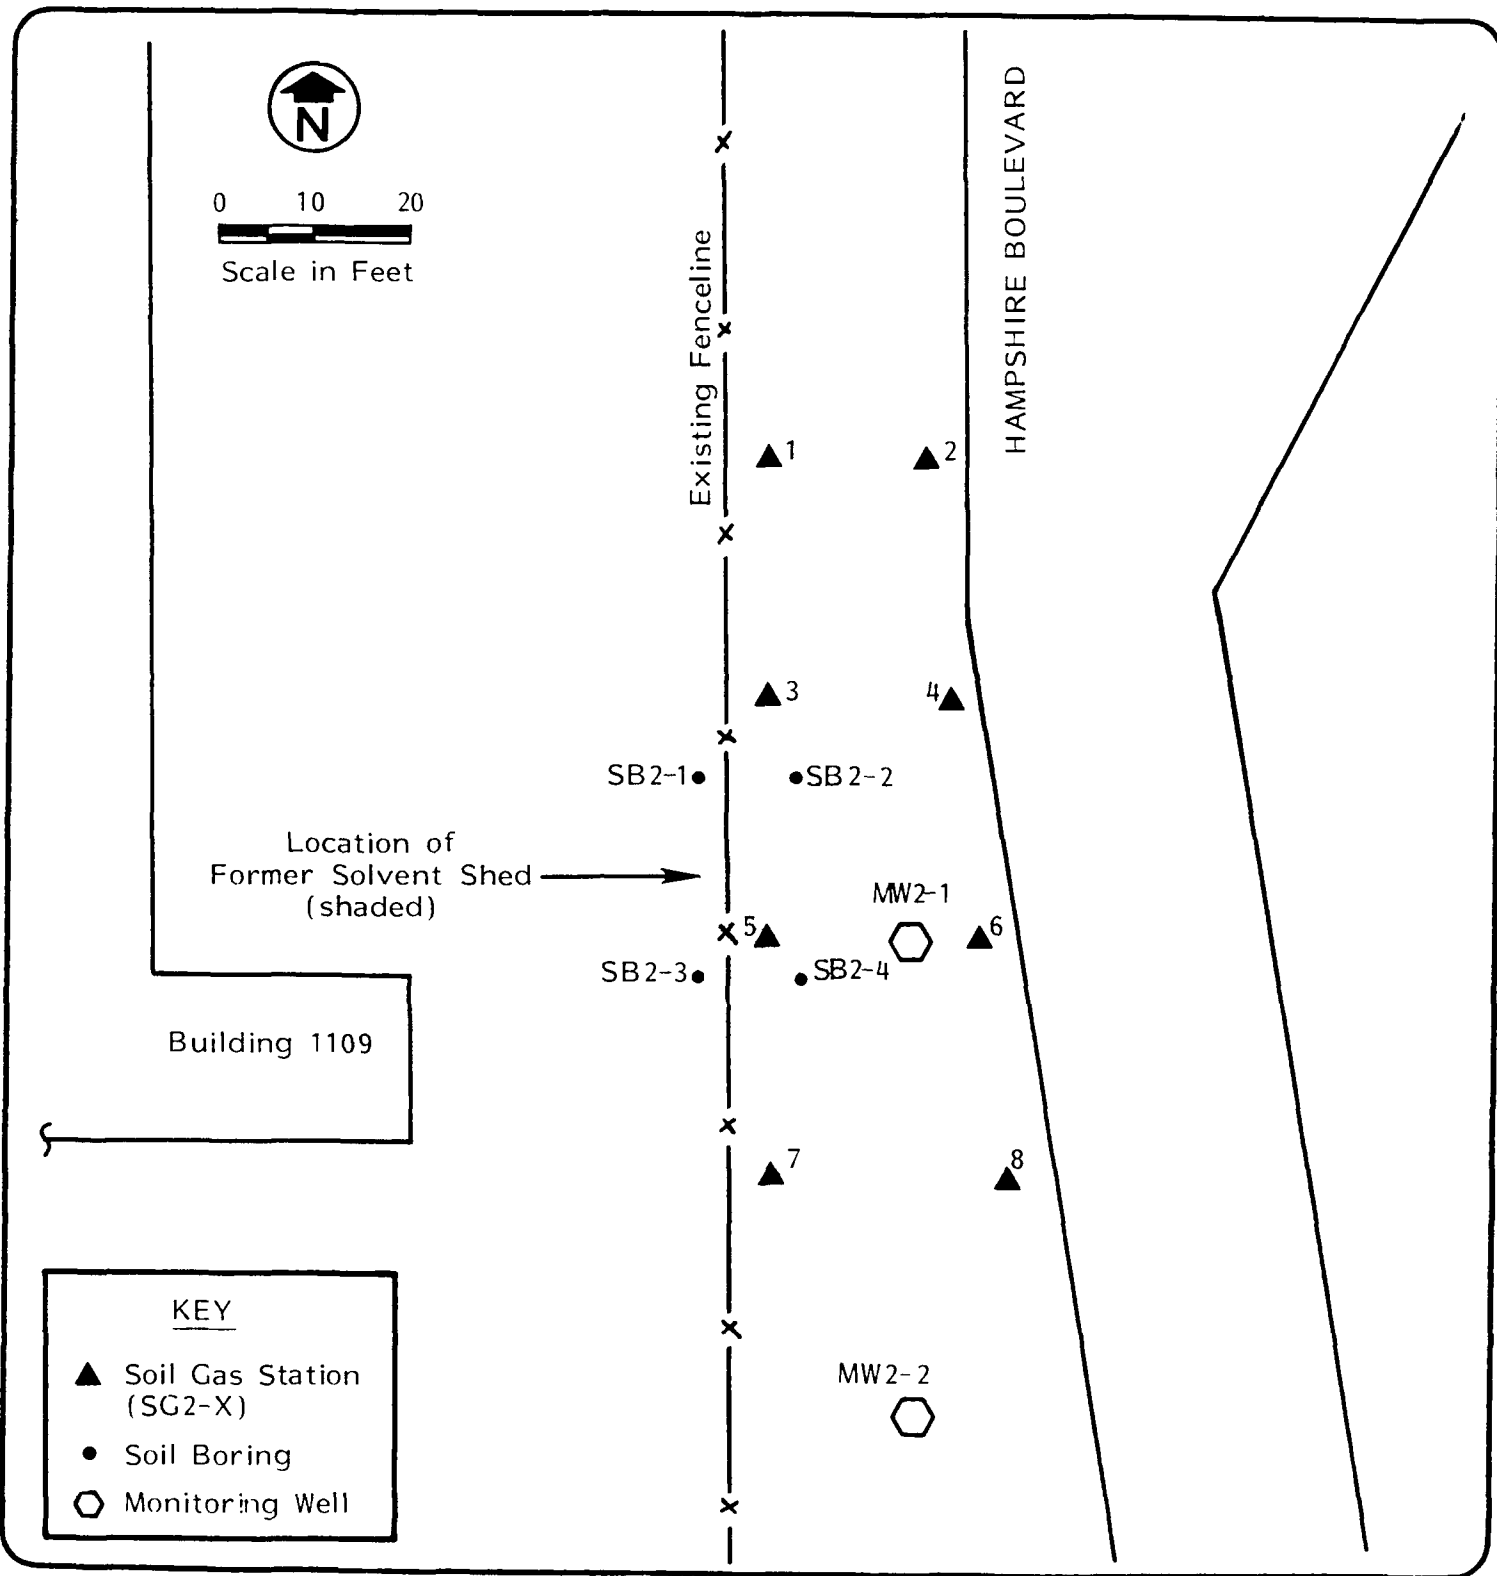 N
0 10 20
Scale in Feet
Existing Fenceline
HAMPSHIRE BOULEVARD
1
2
3
4
SB2-1
SB2-2
Location of
Former Solvent Shed
(shaded)
MW2-1
5
6
SB2-3
SB2-4
Building 1109
7
8
KEY
Soil Gas Station
(SG2-X)
Soil Boring
Monitoring Well
MW2-2